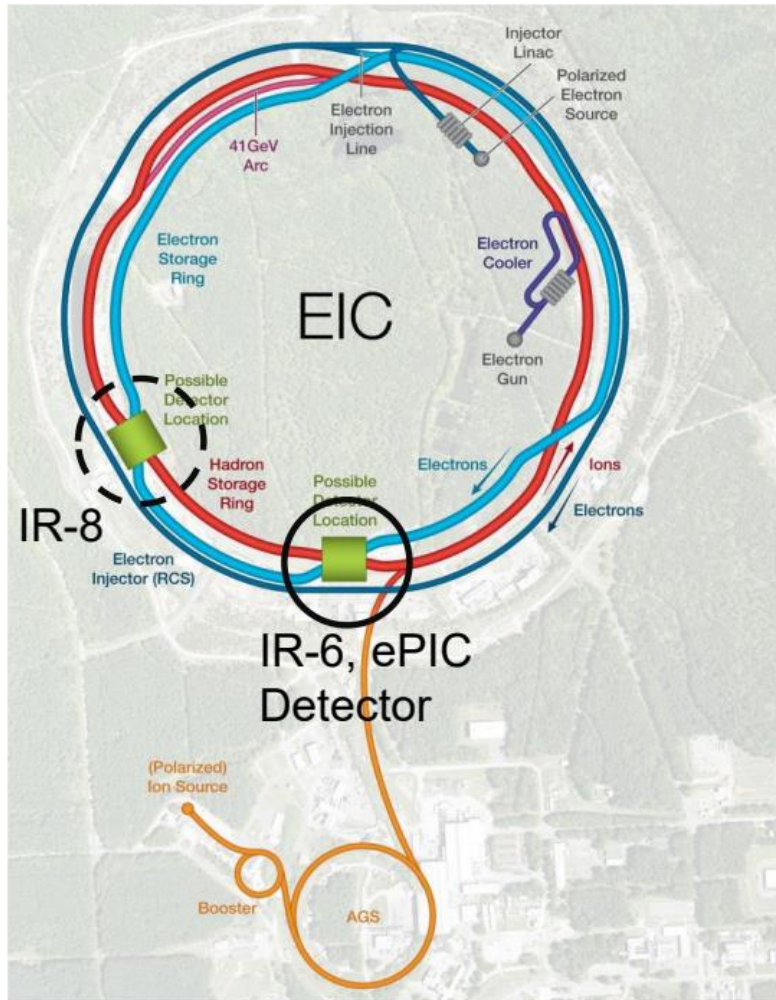 Injector
Linac
Polarized
Electron
Source
Electron
Injection
Line
41GeV
Arc
Electron
Storage
Ring
Electron
Cooler
EIC
Electron
Gun
Possible
Detector
Location
IR-8
Hadron
Storage
Ring
Possible
Detector
Location
Electrons
Ions
Electrons
Electron
Injector (RCS)
IR-6, ePIC
Detector
(Polarized)
Ion Source
Booster
AGS